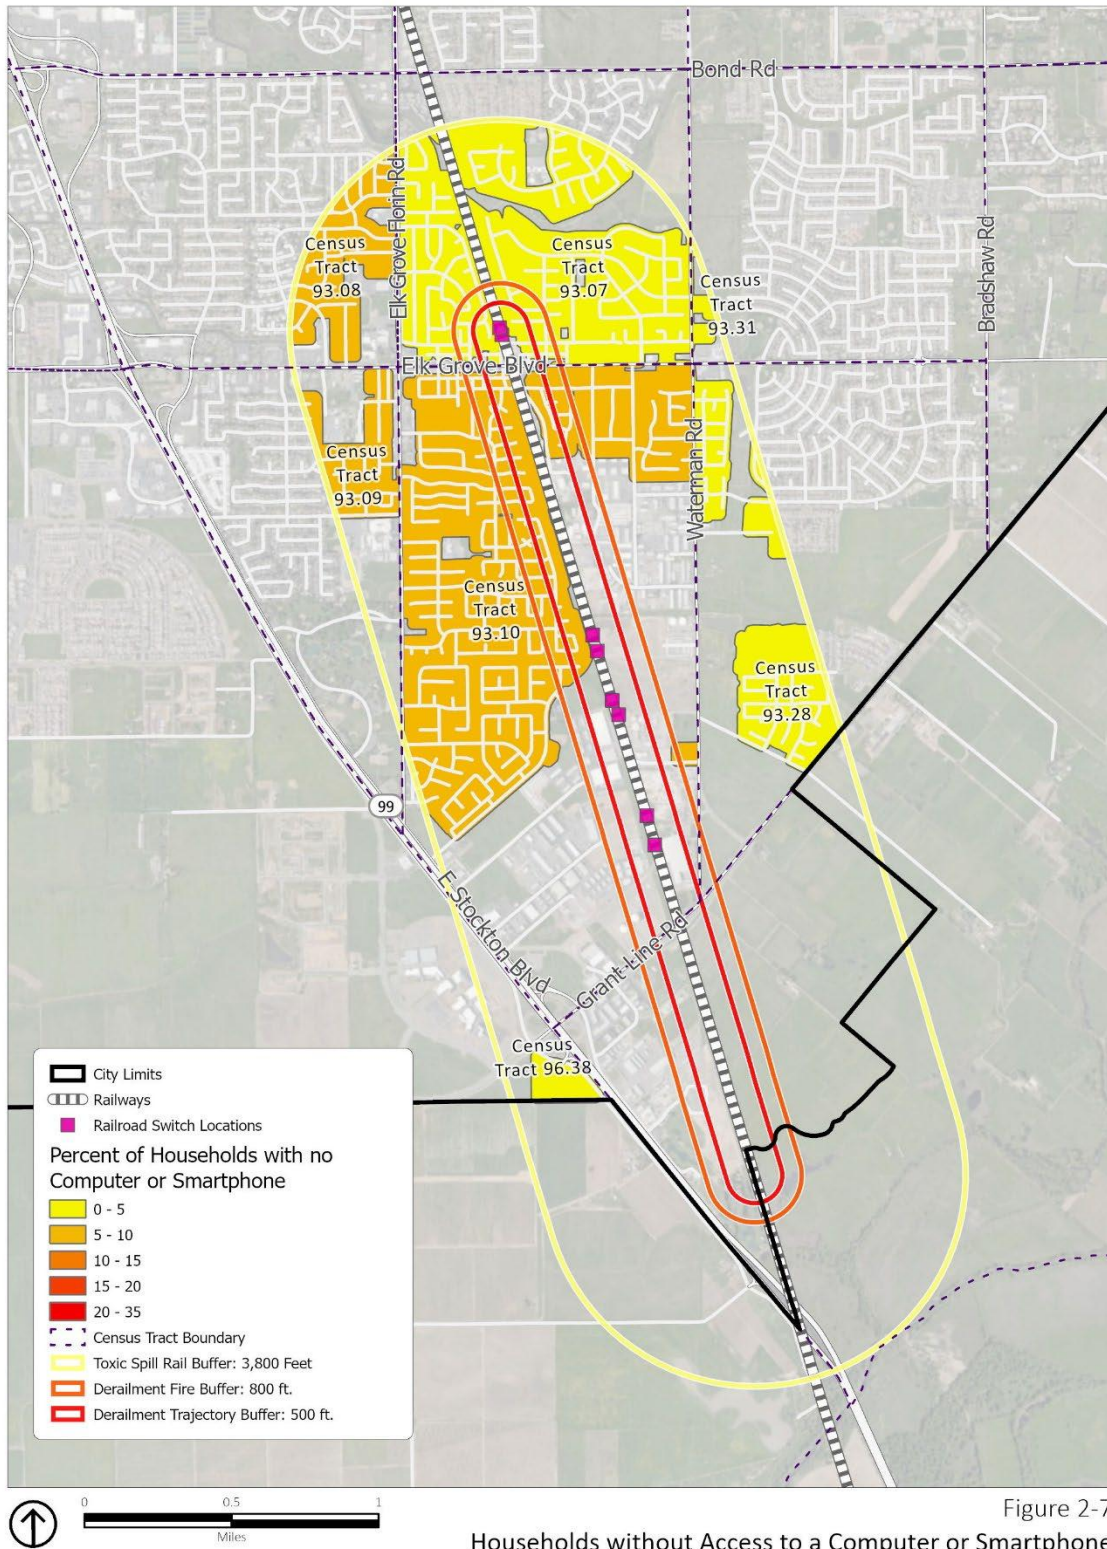 Bond Rd
Elk Grove Florin Rd
Census
Tract
93.08
Census
Tract
93.07
Census
Tract
93.31
Bradshaw Rd
Elk Grove Blvd
Census
Tract
93.09
Waterman Rd
Census
Tract
93.10
Census
Tract
93.28
99
E Stockton Blvd
Grant Line Rd
Census
Tract 96.38
City Limits
Railways
Railroad Switch Locations
Percent of Households with no
Computer or Smartphone
0 - 5
5 - 10
10 - 15
15 - 20
20 - 35
Census Tract Boundary
Toxic Spill Rail Buffer: 3,800 Feet
Derailment Fire Buffer: 800 ft.
Derailment Trajectory Buffer: 500 ft.
0 0.5 1
Miles
Figure 2-7
Households without Access to a Computer or Smartphone